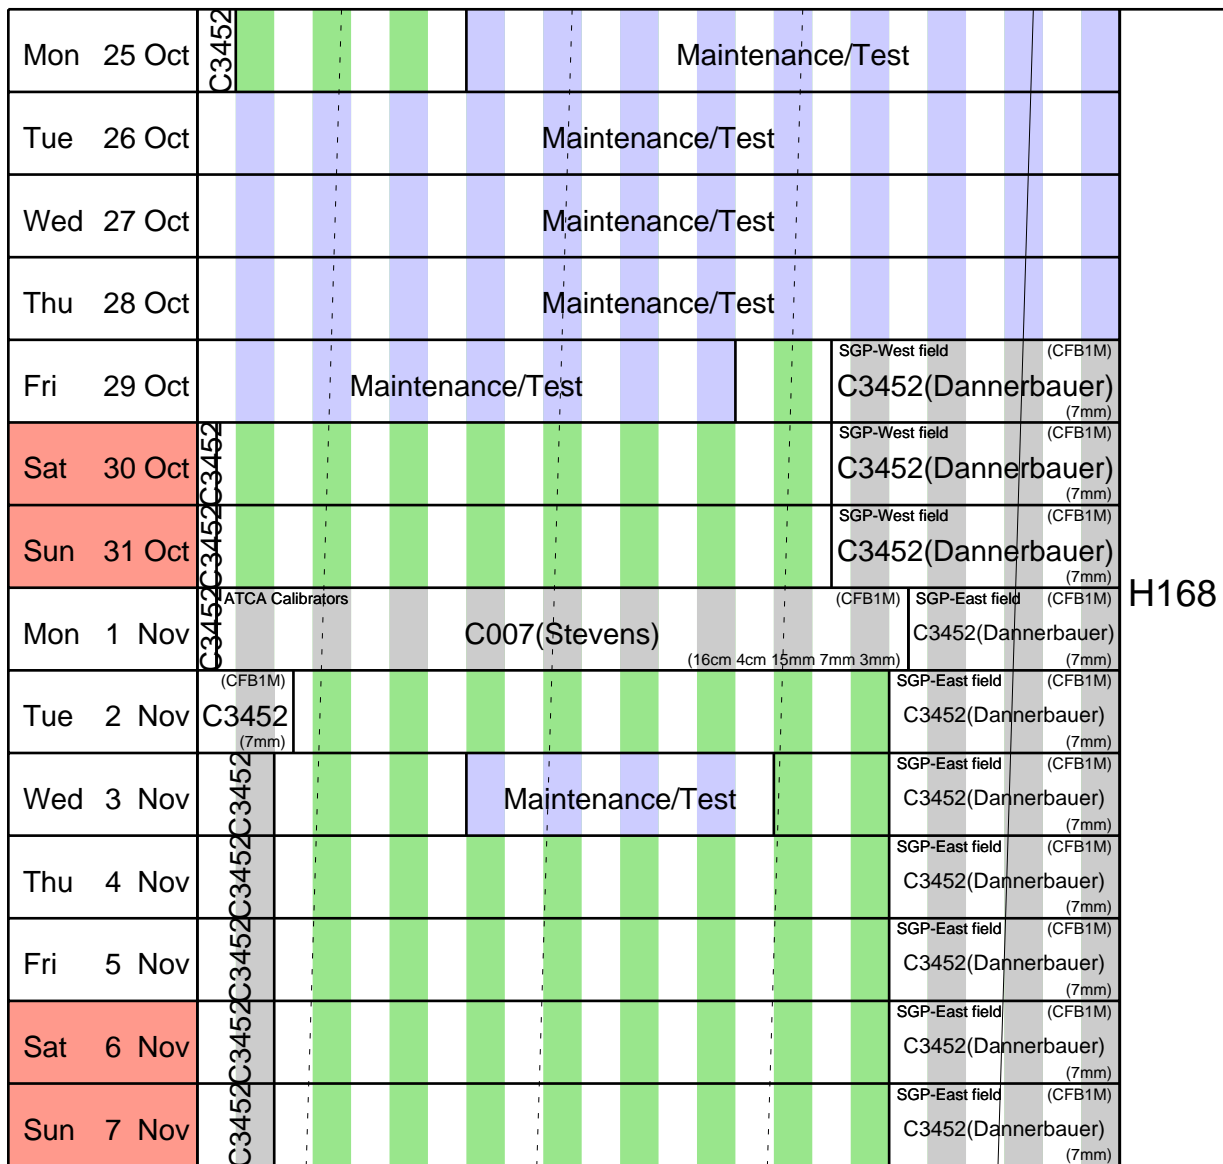 Mon 25 Oct C3452 Maintenance/Test
Tue 26 Oct Maintenance/Test
Wed 27 Oct Maintenance/Test
Thu 28 Oct Maintenance/Test
SGP-West field (CFB1M)
Fri 29 Oct Maintenance/Test C3452(Dannerbauer)
(7mm)
SGP-West field (CFB1M)
Sat 30 Oct C3452 C3452(Dannerbauer)
(7mm)
SGP-West field (CFB1M)
Sun 31 Oct C3452 C3452(Dannerbauer)
(7mm)
H168
ATCA Calibrators (CFB1M) SGP-East field (CFB1M)
Mon 1 Nov C3452 C007(Stevens) C3452(Dannerbauer)
(16cm 4cm 15mm 7mm 3mm) (7mm)
(CFB1M) SGP-East field (CFB1M)
Tue 2 Nov C3452 C3452(Dannerbauer)
(7mm) (7mm)
SGP-East field (CFB1M)
Wed 3 Nov C3452 Maintenance/Test C3452(Dannerbauer)
(7mm)
SGP-East field (CFB1M)
Thu 4 Nov C3452 C3452(Dannerbauer)
(7mm)
SGP-East field (CFB1M)
Fri 5 Nov C3452 C3452(Dannerbauer)
(7mm)
SGP-East field (CFB1M)
Sat 6 Nov C3452 C3452(Dannerbauer)
(7mm)
SGP-East field (CFB1M)
Sun 7 Nov C3452 C3452(Dannerbauer)
(7mm)